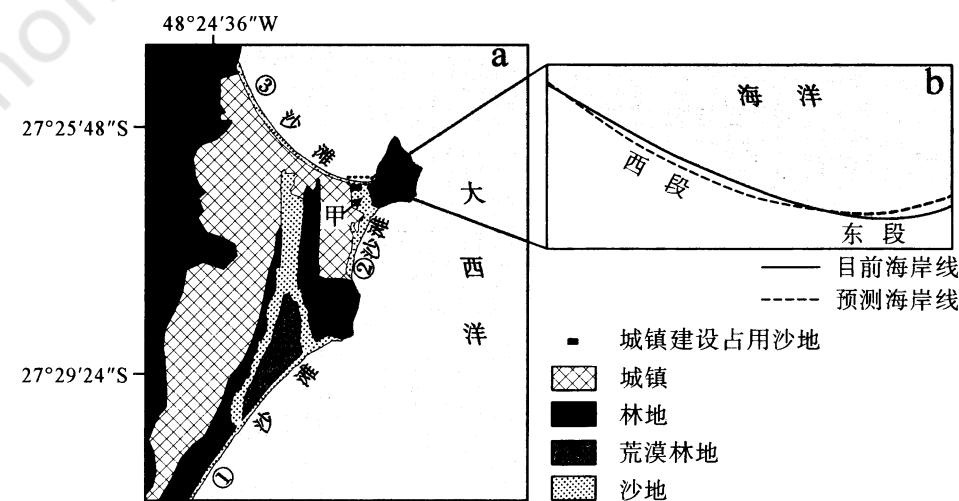 48°24′36″W
a
③
沙
滩
27°25′48″S
甲
沙滩
②
大
西
洋
27°29′24″S
沙
滩
①
b
海洋
西段
东段
目前海岸线
预测海岸线
城镇建设占用沙地
城镇
林地
荒漠林地
沙地